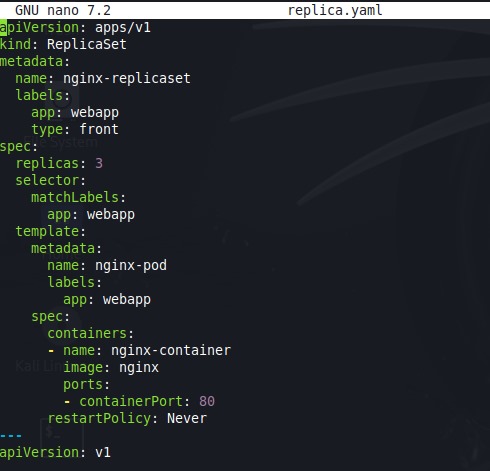 GNU nano 7.2 replica.yaml
apiVersion: apps/v1
kind: ReplicaSet
metadata:
  name: nginx-replicaset
  labels:
    app: webapp
    type: front
spec:
  replicas: 3
  selector:
    matchLabels:
      app: webapp
  template:
    metadata:
      name: nginx-pod
      labels:
        app: webapp
    spec:
      containers:
      - name: nginx-container
        image: nginx
        ports:
        - containerPort: 80
      restartPolicy: Never
---
apiVersion: v1